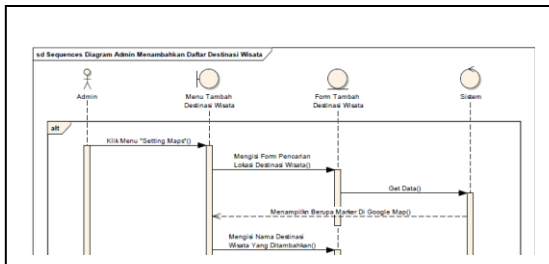 sd Sequences Diagram Admin Menambahkan Daftar Destinasi Wisata
Admin
Menu Tambah
Destinasi Wisata
Form Tambah
Destinasi Wisata
Sistem
alt
Klik Menu "Setting Maps"()
Mengisi Form Pencarian
Lokasi Destinasi Wisata()
Get Data()
Menampilkn Berupa Marker Di Google Map()
Mengisi Nama Destinasi
Wisata Yang Ditambahkan()